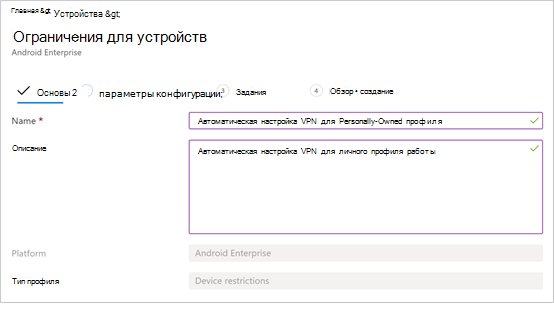 Главная &gt; Устройства &gt;
Ограничения для устройств
Android Enterprise
Основы 2 параметры конфигурации; 3 Задания 4 Обзор + создание
Name * Автоматическая настройка VPN для Personally-Owned профиля
Описание Автоматическая настройка VPN для личного профиля работы
Platform Android Enterprise
Тип профиля Device restrictions